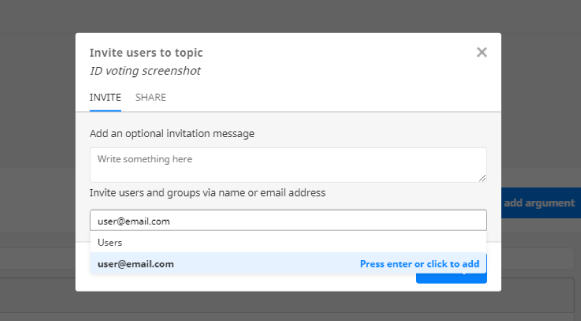 Invite users to topic
ID voting screenshot
INVITE SHARE
Add an optional invitation message
Write something here
Invite users and groups via name or email address
add argument
user@email.com
Users
user@email.com Press enter or click to add